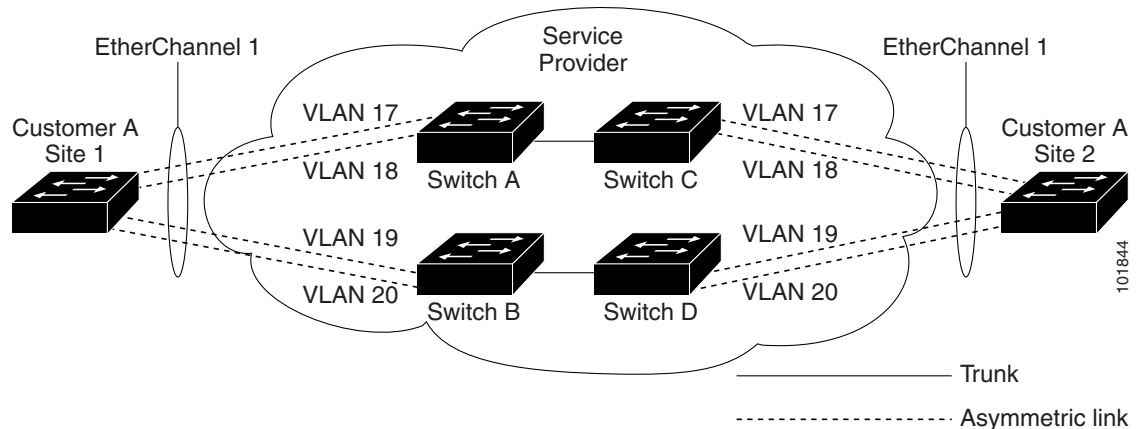 EtherChannel 1
Service
Provider
EtherChannel 1
Customer A
Site 1
VLAN 17
VLAN 18
Switch A
Switch C
VLAN 17
VLAN 18
Customer A
Site 2
VLAN 19
VLAN 20
Switch B
Switch D
VLAN 19
VLAN 20
101844
Trunk
Asymmetric link